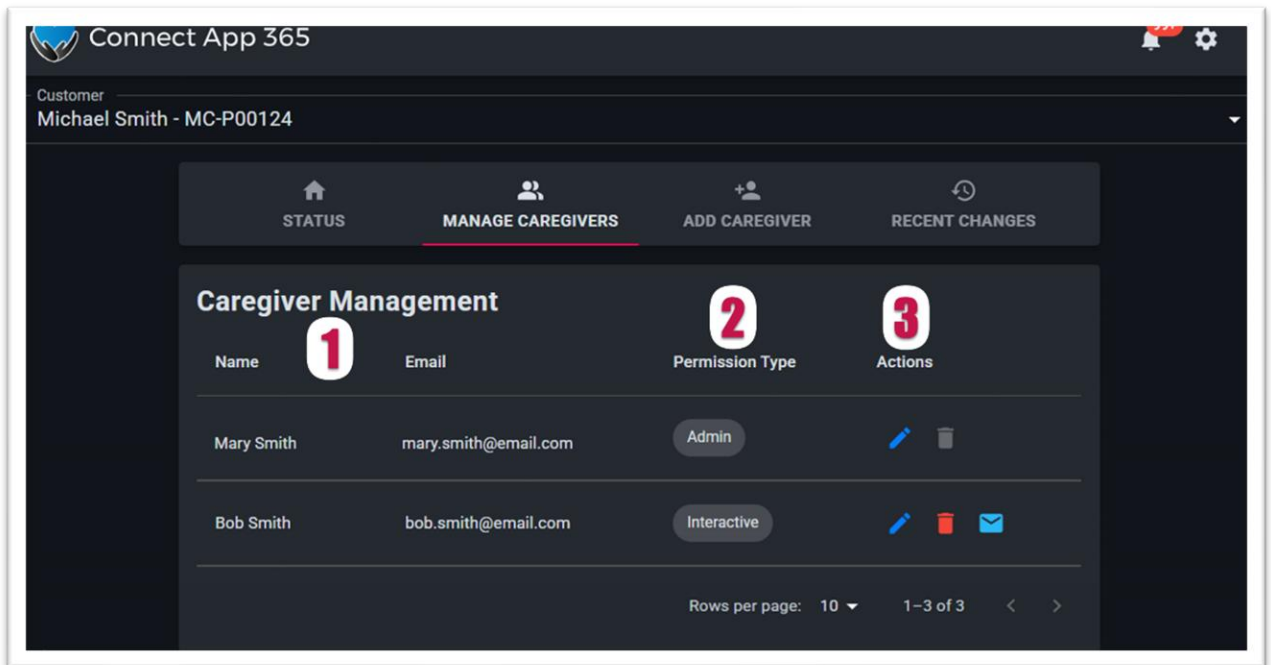 Connect App 365
Customer
Michael Smith - MC-P00124
STATUS MANAGE CAREGIVERS ADD CAREGIVER RECENT CHANGES
Caregiver Management
1 2 3
Name Email Permission Type Actions
Mary Smith mary.smith@email.com Admin
Bob Smith bob.smith@email.com Interactive
Rows per page: 10 1–3 of 3